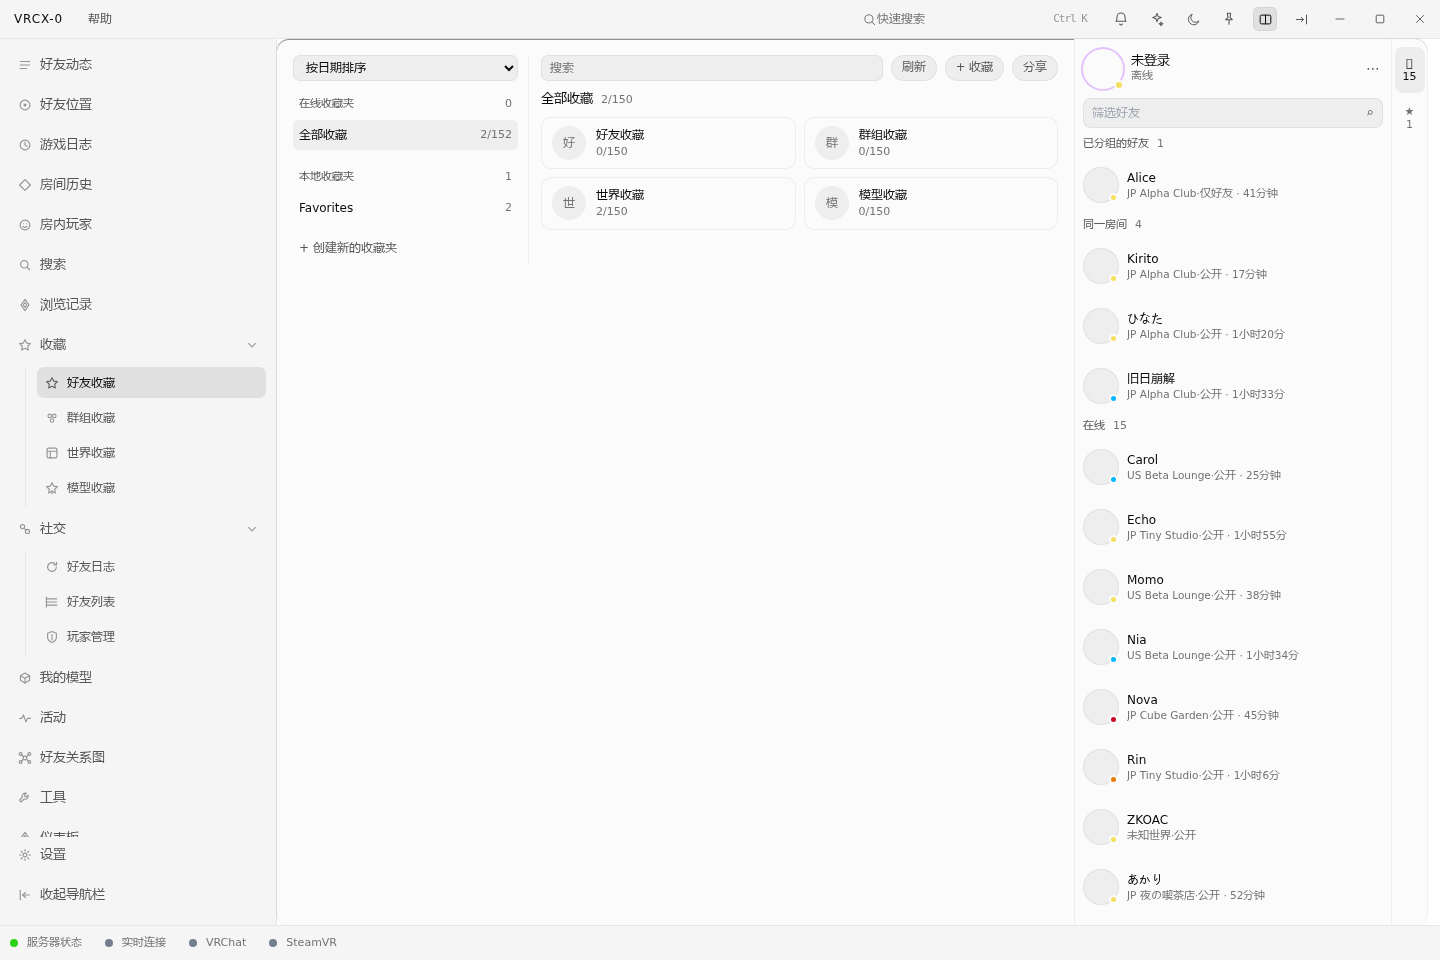 VRCX-0
帮助
快速搜索
Ctrl K
好友动态
好友位置
游戏日志
房间历史
房内玩家
搜索
浏览记录
收藏
好友收藏
群组收藏
世界收藏
模型收藏
社交
好友日志
好友列表
玩家管理
我的模型
活动
好友关系图
工具
仪表板
设置
收起导航栏
按日期排序
在线收藏夹 0
全部收藏 2/152
本地收藏夹 1
Favorites 2
+ 创建新的收藏夹
搜索
刷新
+ 收藏
分享
全部收藏 2/150
好 好友收藏
0/150
群 群组收藏
0/150
世 世界收藏
2/150
模 模型收藏
0/150
未登录
离线
...
筛选好友
已分组的好友 1
Alice
JP Alpha Club·仅好友 · 41分钟
同一房间 4
Kirito
JP Alpha Club·公开 · 17分钟
ひなた
JP Alpha Club·公开 · 1小时20分
旧日崩解
JP Alpha Club·公开 · 1小时33分
在线 15
Carol
US Beta Lounge·公开 · 25分钟
Echo
JP Tiny Studio·公开 · 1小时55分
Momo
US Beta Lounge·公开 · 38分钟
Nia
US Beta Lounge·公开 · 1小时34分
Nova
JP Cube Garden·公开 · 45分钟
Rin
JP Tiny Studio·公开 · 1小时6分
ZKOAC
未知世界·公开
あかり
JP 夜の喫茶店·公开 · 52分钟
15
★
1
服务器状态
实时连接
VRChat
SteamVR